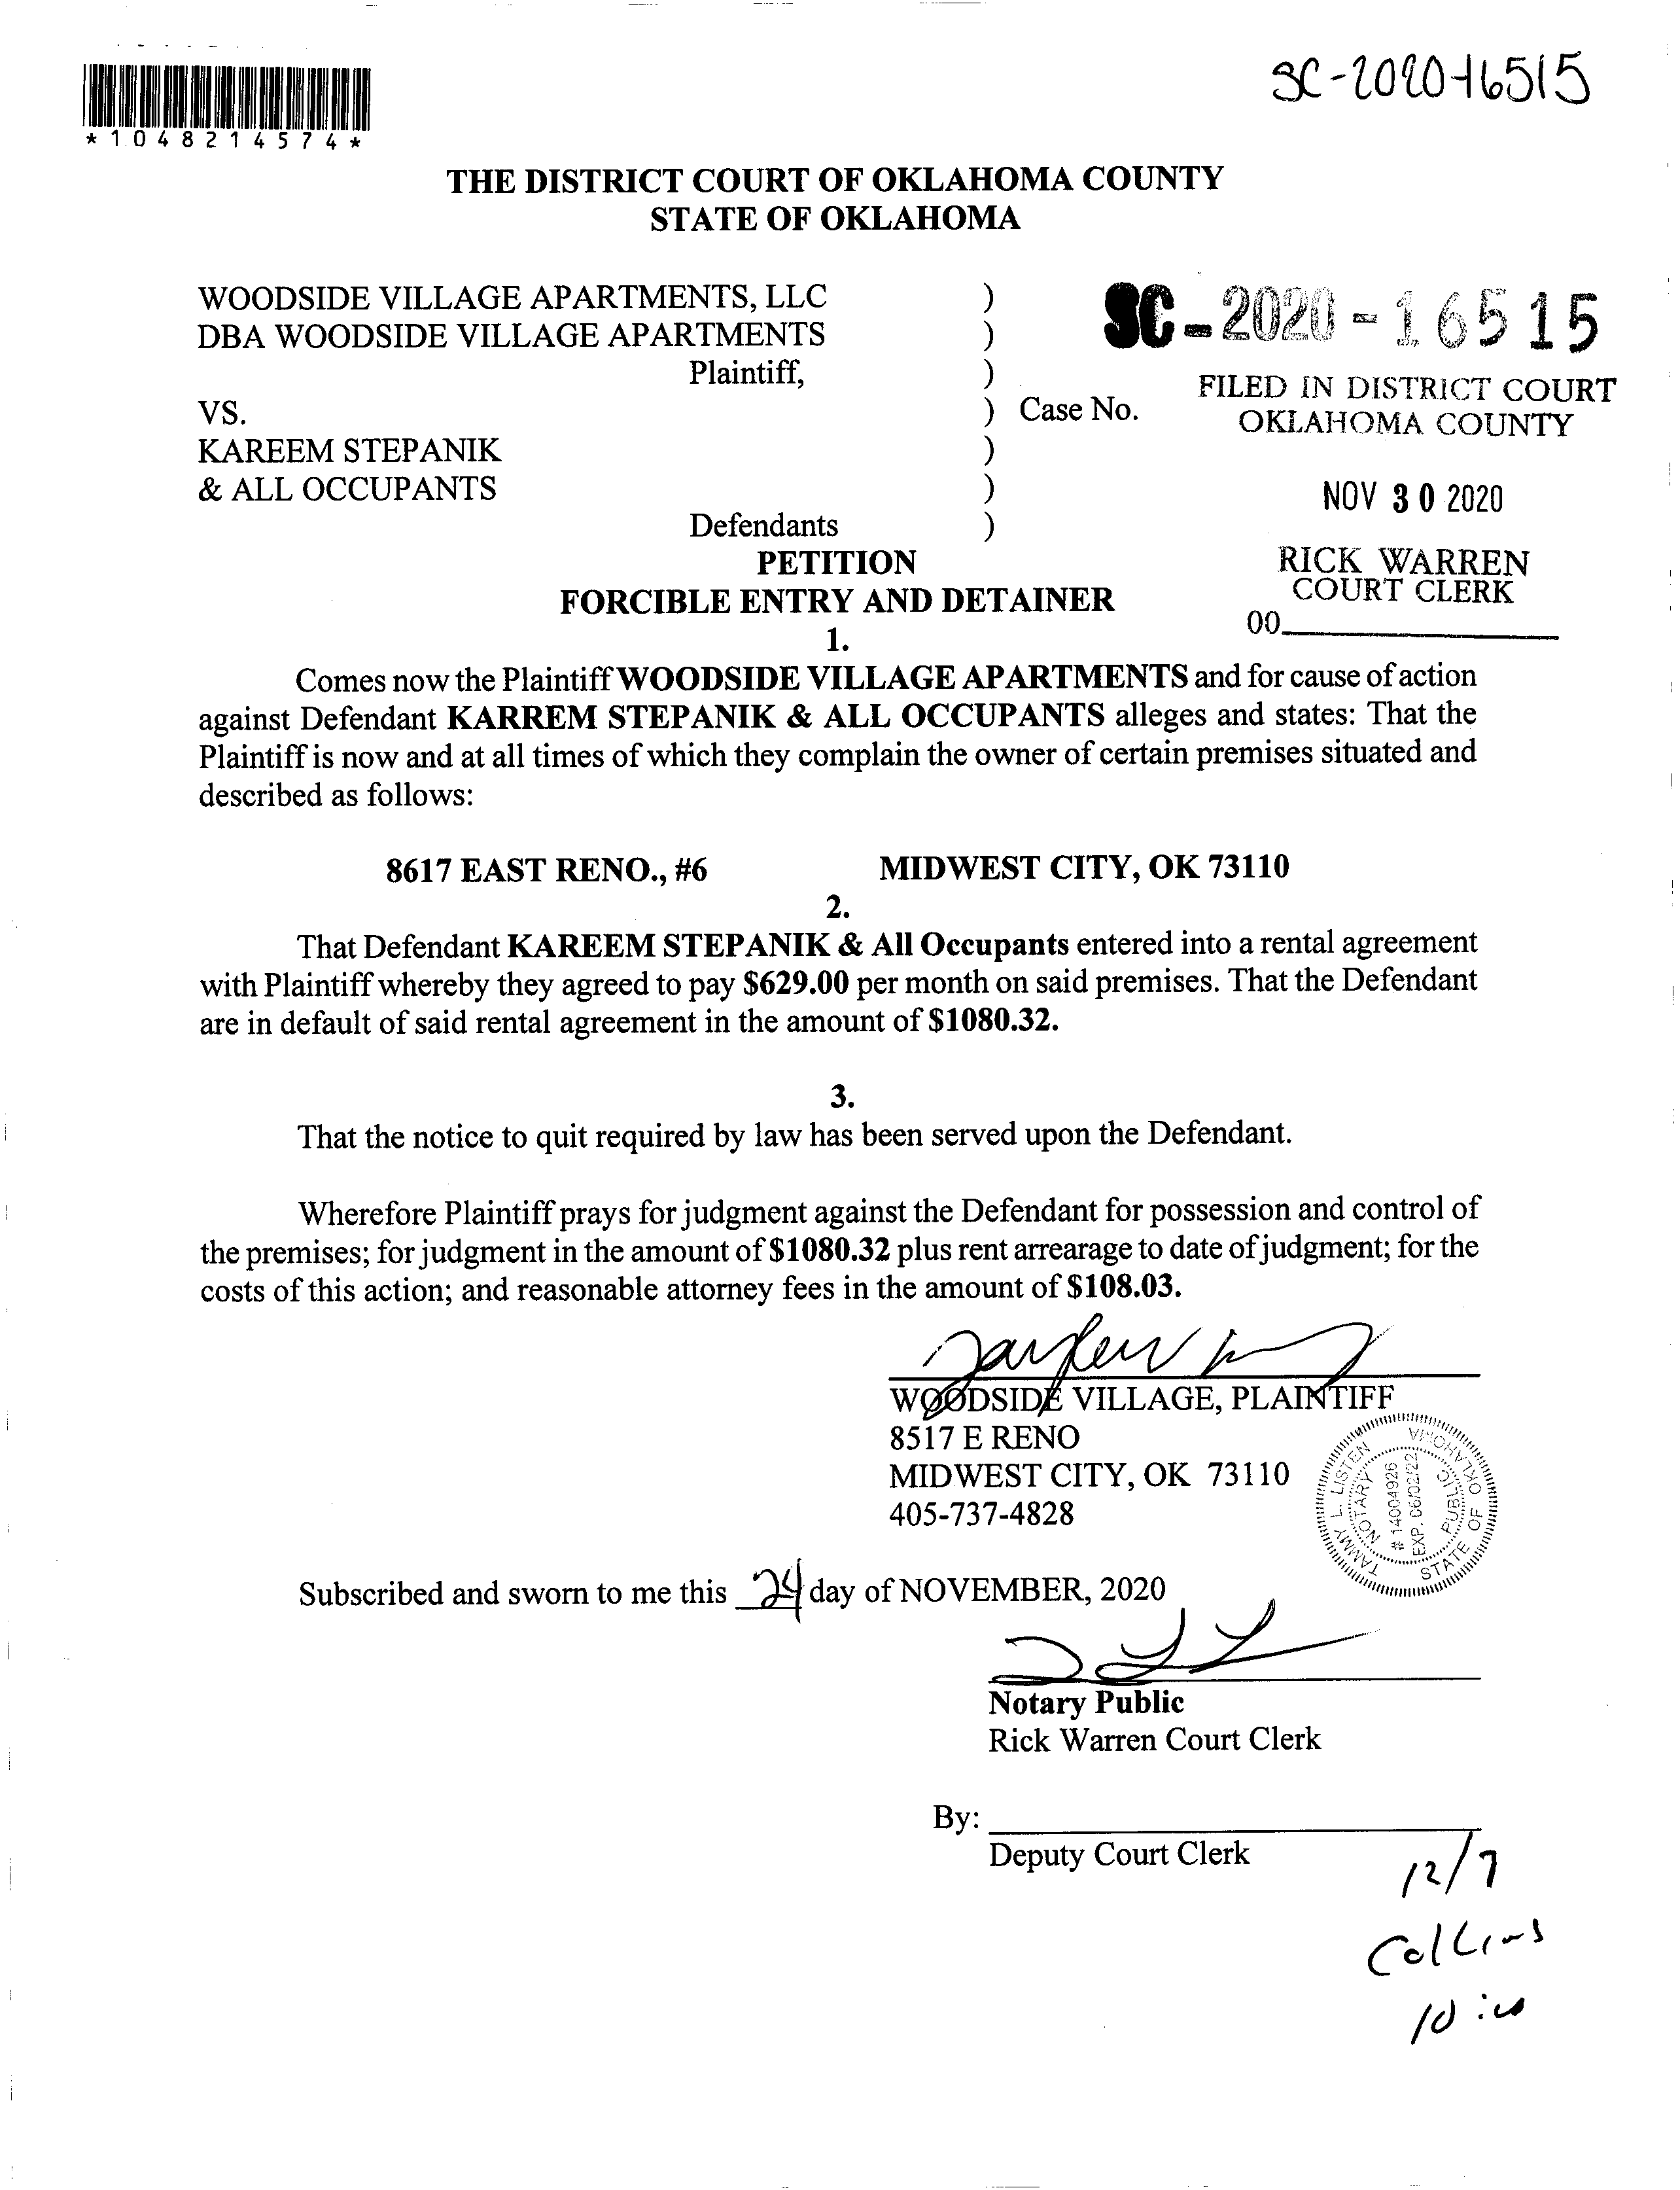 SC-2020-16515
*1048214574*
THE DISTRICT COURT OF OKLAHOMA COUNTY
STATE OF OKLAHOMA
WOODSIDE VILLAGE APARTMENTS, LLC )
DBA WOODSIDE VILLAGE APARTMENTS )
Plaintiff, )
VS. ) Case No.
KAREEM STEPANIK )
& ALL OCCUPANTS )
Defendants )
SC-2020-16515
FILED IN DISTRICT COURT
OKLAHOMA COUNTY
NOV 30 2020
RICK WARREN
COURT CLERK
00
PETITION
FORCIBLE ENTRY AND DETAINER
1.
Comes now the Plaintiff WOODSIDE VILLAGE APARTMENTS and for cause of action
against Defendant KARREM STEPANIK & ALL OCCUPANTS alleges and states: That the
Plaintiff is now and at all times of which they complain the owner of certain premises situated and
described as follows:
8617 EAST RENO., #6 MIDWEST CITY, OK 73110
2.
That Defendant KAREEM STEPANIK & All Occupants entered into a rental agreement
with Plaintiff whereby they agreed to pay $629.00 per month on said premises. That the Defendant
are in default of said rental agreement in the amount of $1080.32.
3.
That the notice to quit required by law has been served upon the Defendant.
Wherefore Plaintiff prays for judgment against the Defendant for possession and control of
the premises; for judgment in the amount of $1080.32 plus rent arrearage to date of judgment; for the
costs of this action; and reasonable attorney fees in the amount of $108.03.
WOODSIDE VILLAGE, PLAINTIFF
8517 E RENO
MIDWEST CITY, OK 73110
405-737-4828
TAMMY L. LISTEN
NOTARY
# 14004926
EXP. 06/02/22
PUBLIC
STATE OF OKLAHOMA
Subscribed and sworn to me this 24 day of NOVEMBER, 2020
Notary Public
Rick Warren Court Clerk
By:
Deputy Court Clerk
12/7
Collins
10:00